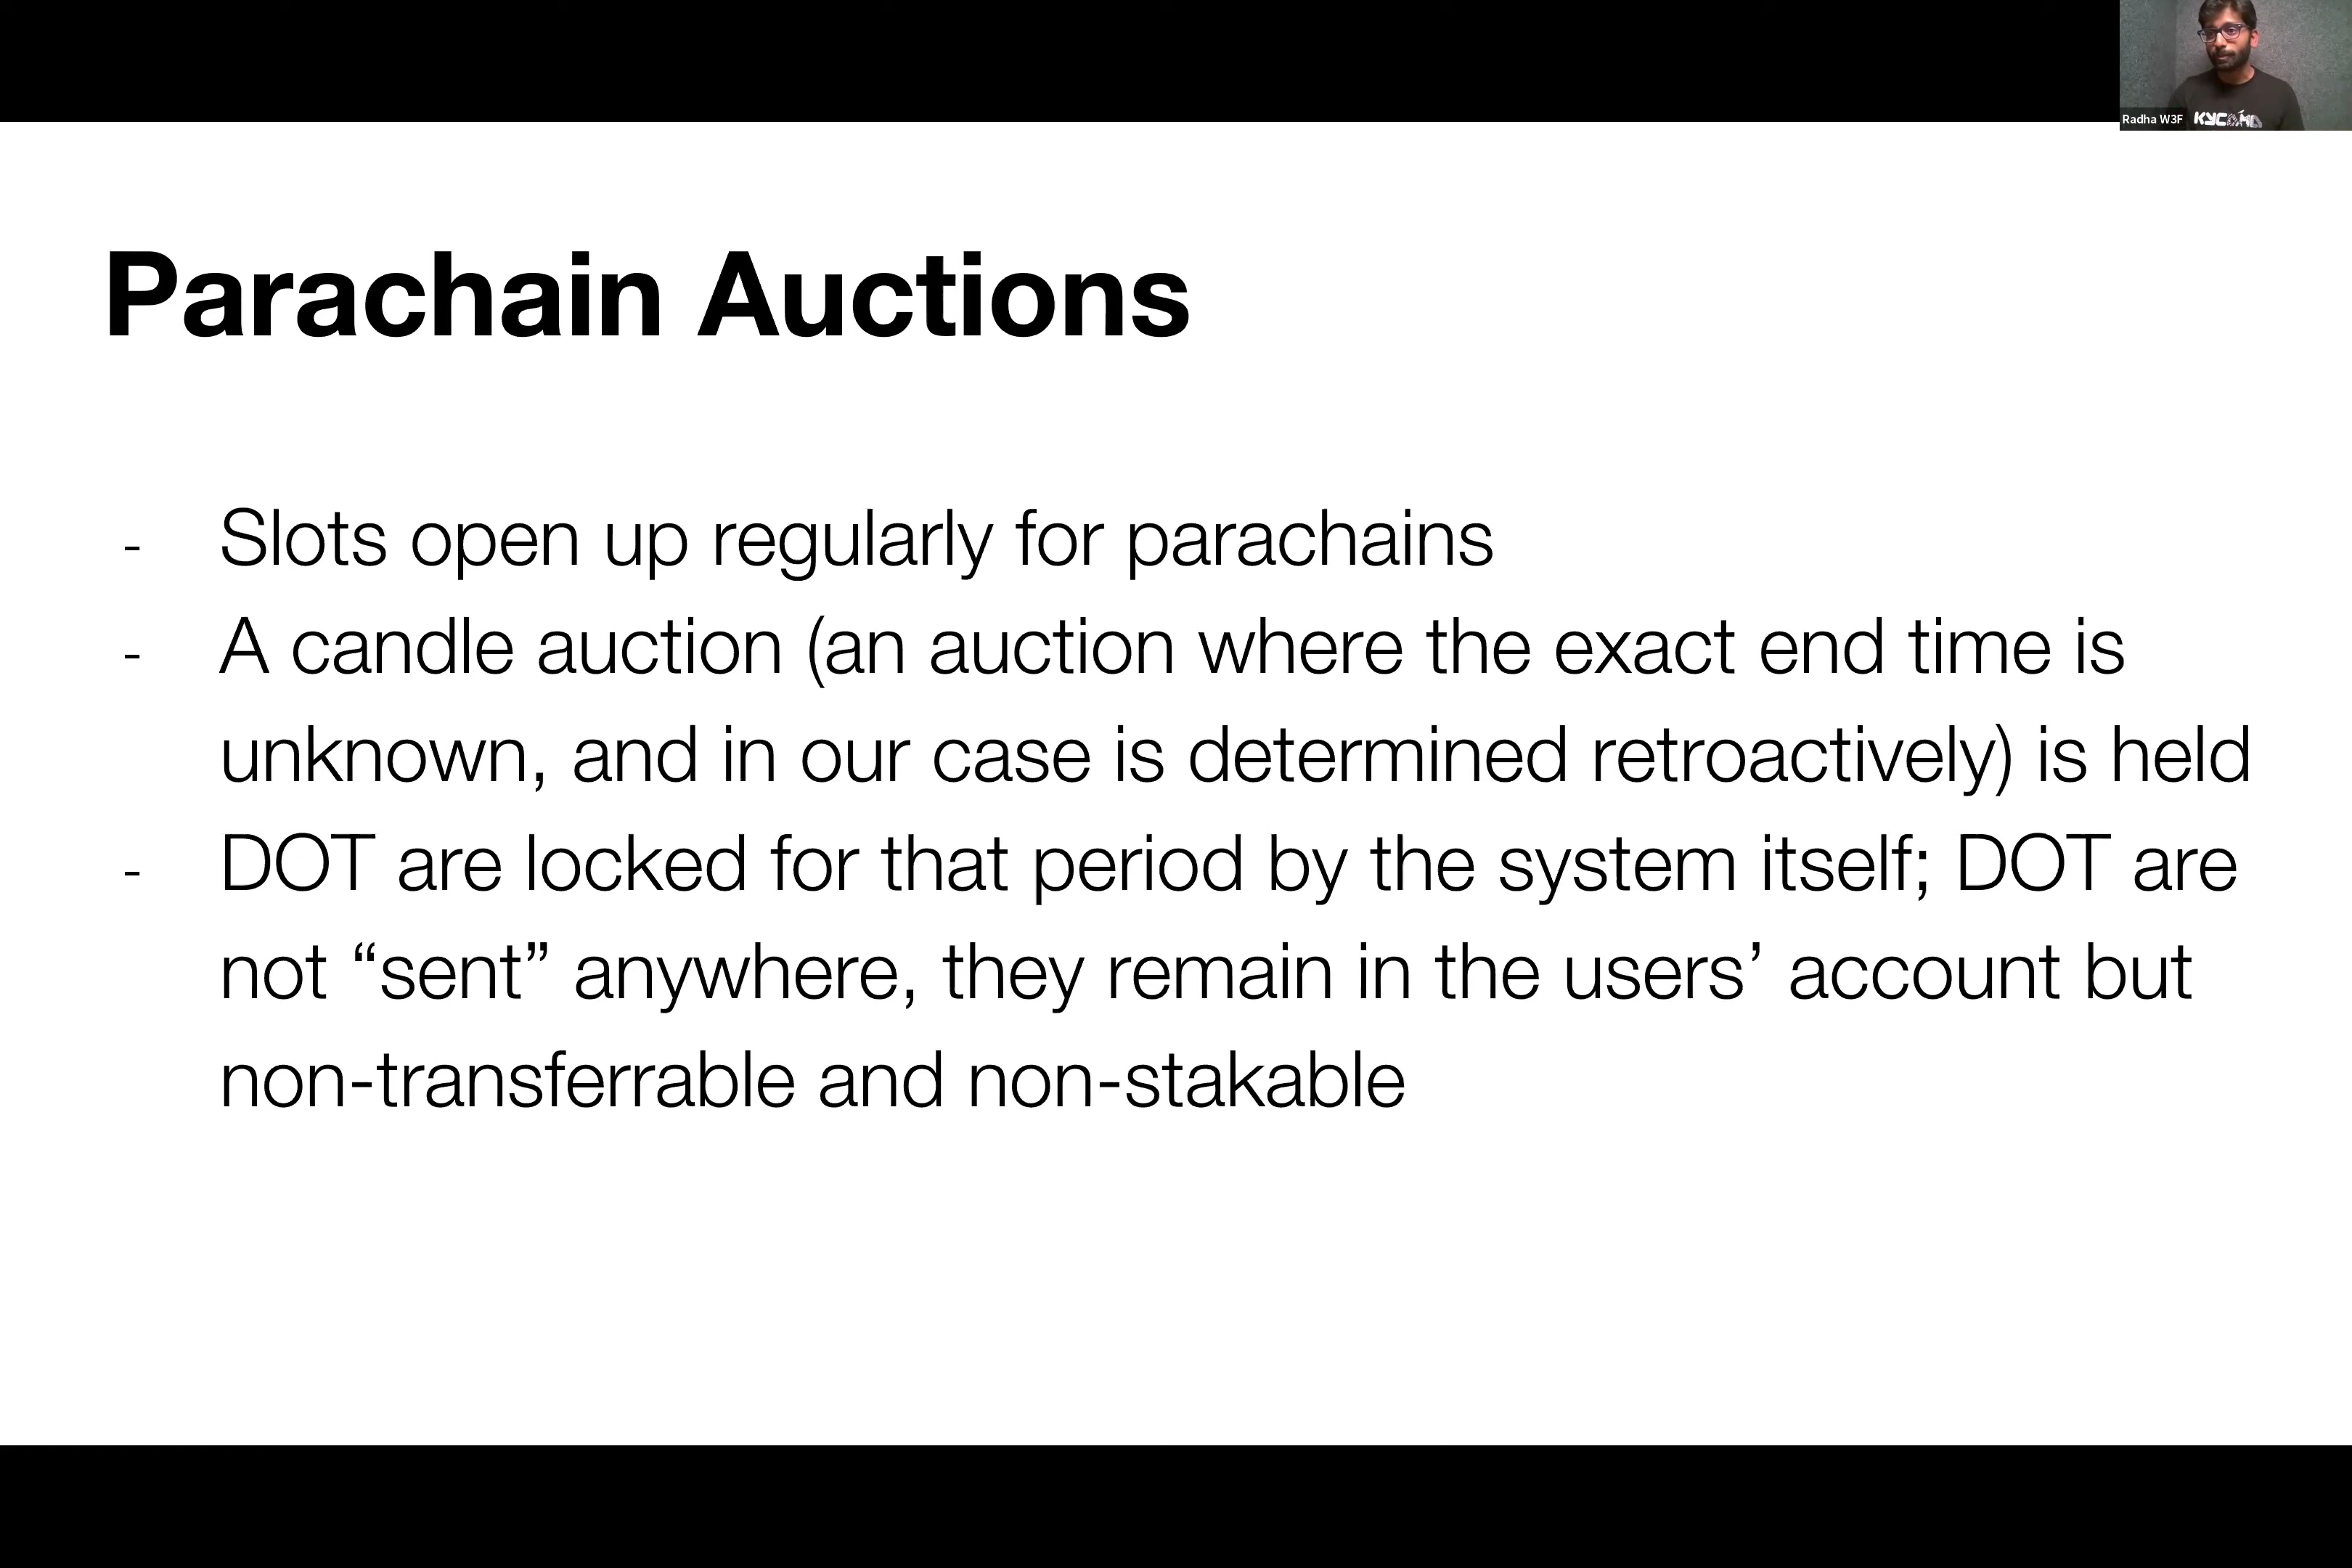 Radha W3F
Parachain Auctions
- Slots open up regularly for parachains
- A candle auction (an auction where the exact end time is
unknown, and in our case is determined retroactively) is held
- DOT are locked for that period by the system itself; DOT are
not “sent” anywhere, they remain in the users’ account but
non-transferrable and non-stakable